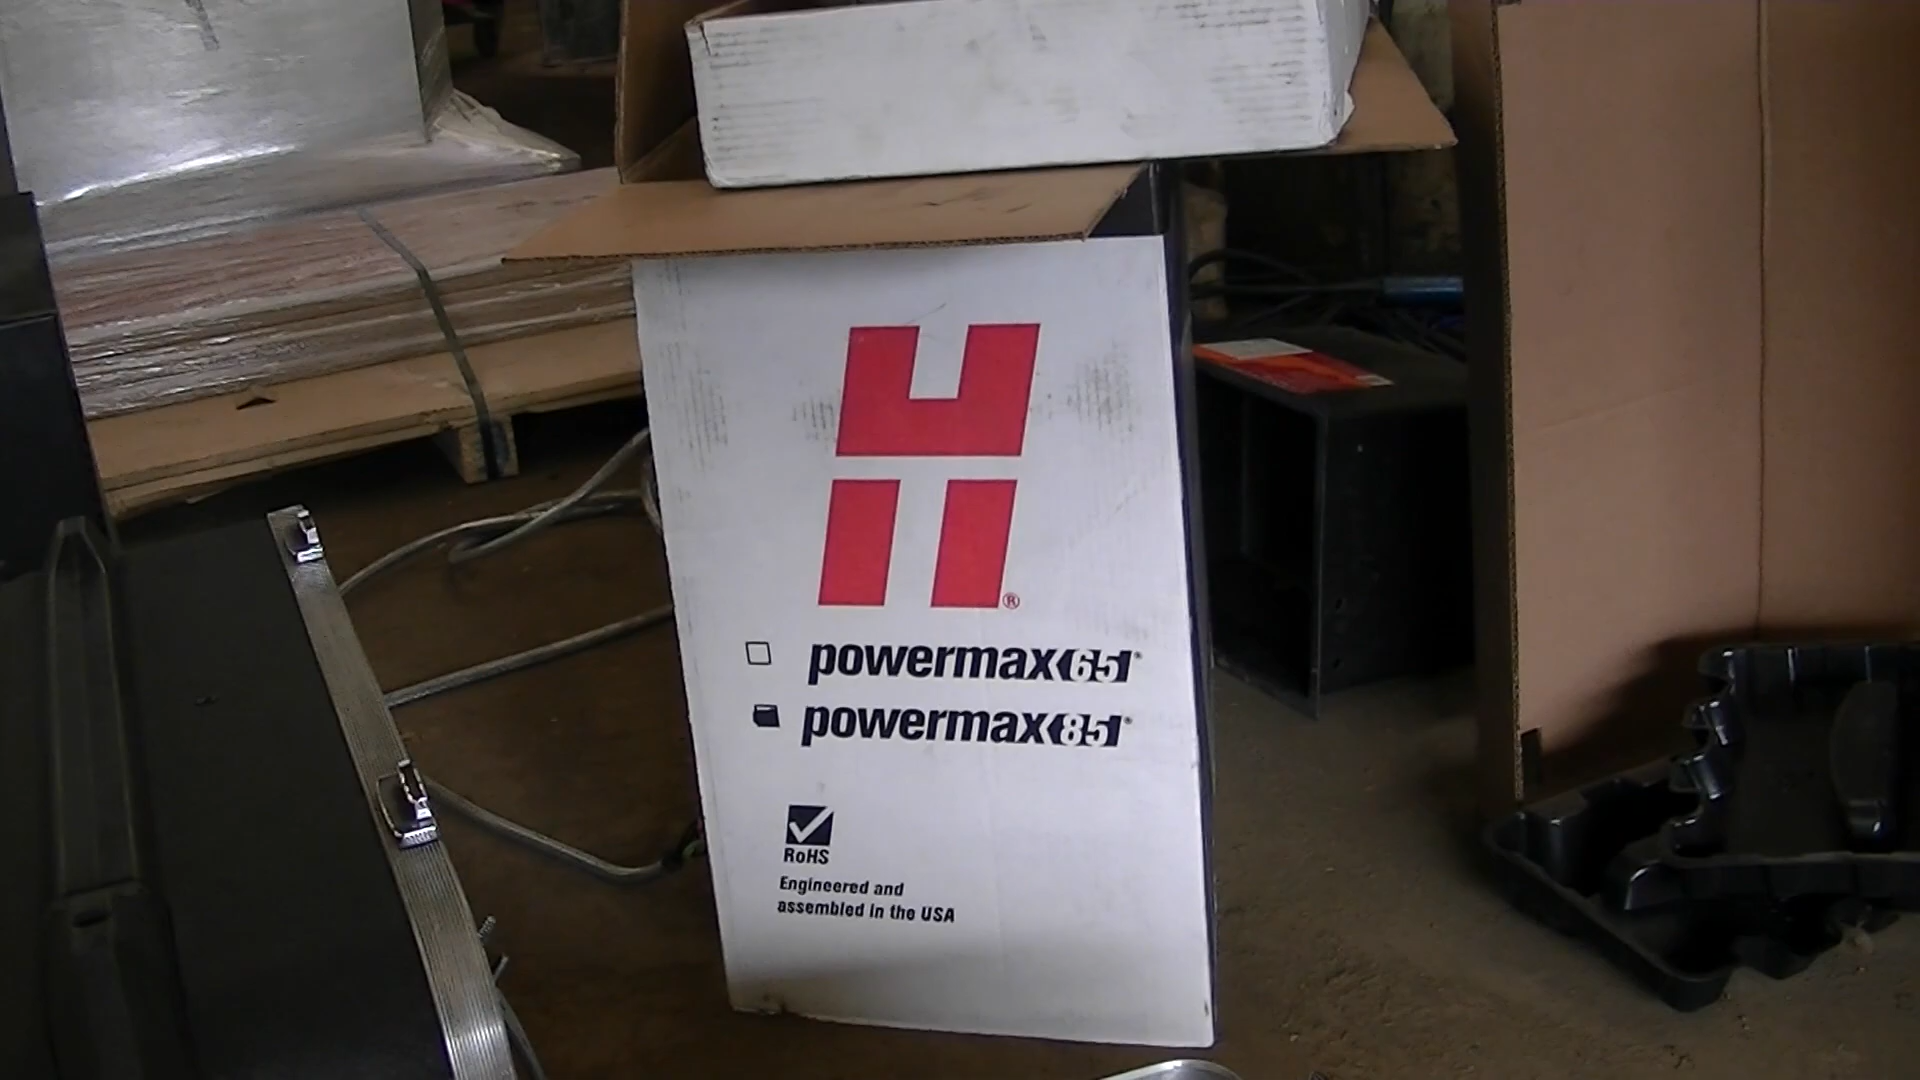 H
®
powermax65®
powermax85®
RoHS
Engineered and
assembled in the USA